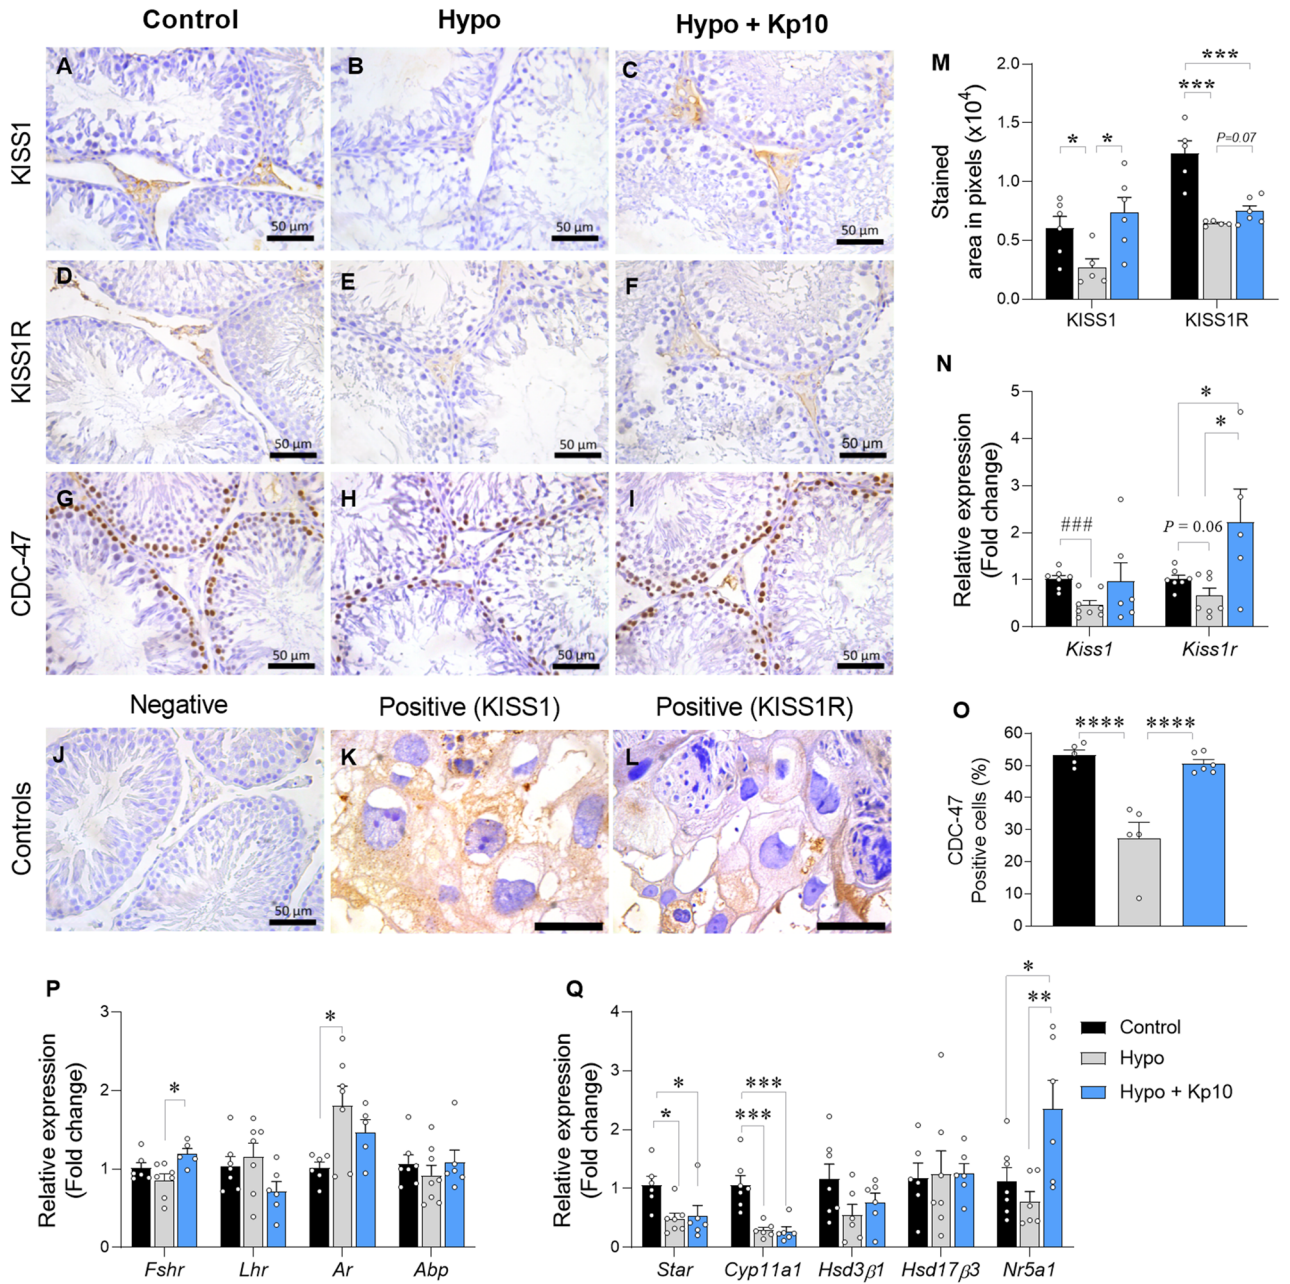 Control Hypo Hypo + Kp10
KISS1
A B C
50 µm 50 µm 50 µm
KISS1R
D E F
50 µm 50 µm 50 µm
CDC-47
G H I
50 µm 50 µm 50 µm
Negative Positive (KISS1) Positive (KISS1R)
Controls
J K L
50 µm
M
Stained
area in pixels (x10⁴)
2.0
1.5
1.0
0.5
0.0
* * *** ***
P=0.07
KISS1 KISS1R
N
Relative expression
(Fold change)
5
4
3
2
1
0
### P = 0.06 * *
Kiss1 Kiss1r
O
CDC-47
Positive cells (%)
60
50
40
30
20
10
0
**** ****
P
Relative expression
(Fold change)
3
2
1
0
* *
Fshr Lhr Ar Abp
Q
Relative expression
(Fold change)
4
3
2
1
0
* * *** *** * **
Star Cyp11a1 Hsd3β1 Hsd17β3 Nr5a1
Control
Hypo
Hypo + Kp10